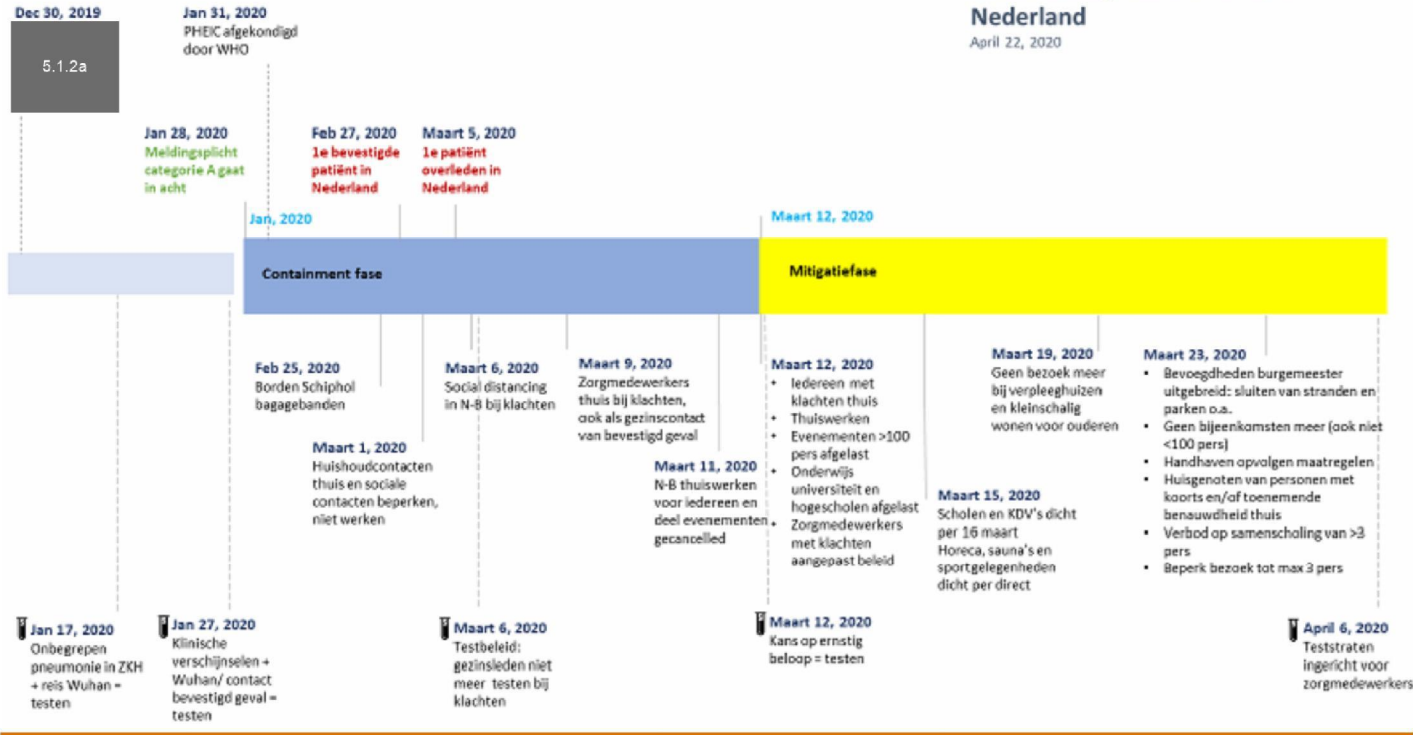 Nederland
April 22, 2020
Dec 30, 2019
5.1.2a
Jan 31, 2020
PHEIC afgekondigd
door WHO
Jan 28, 2020
Meldingsplicht
categorie A gaat
in acht
Feb 27, 2020
1e bevestigde
patiënt in
Nederland
Maart 5, 2020
1e patiënt
overleden in
Nederland
Jan, 2020
Maart 12, 2020
Containment fase
Mitigatiefase
Feb 25, 2020
Borden Schiphol
bagagebanden
Maart 1, 2020
Huishoudcontacten
thuis en sociale
contacten beperken,
niet werken
Maart 6, 2020
Social distancing
in N-B bij klachten
Maart 9, 2020
Zorgmedewerkers
thuis bij klachten,
ook als gezinscontact
van bevestigd geval
Maart 11, 2020
N-B thuiswerken
voor iedereen en
deel evenementen
gecancelled
Maart 12, 2020
+ Iedereen met
klachten thuis
+ Thuiswerken
+ Evenementen >100
pers afgelast
+ Onderwijs
universiteit en
hogescholen afgelast
+ Zorgmedewerkers
met klachten
aangepast beleid
Maart 15, 2020
Scholen en KDV's dicht
per 16 maart
Horeca, sauna's en
sportgelegenheden
dicht per direct
Maart 19, 2020
Geen bezoek meer
bij verpleeghuizen
en kleinschalig
wonen voor ouderen
Maart 23, 2020
▪ Bevoegdheden burgemeester
uitgebreid: sluiten van stranden en
parken o.a.
▪ Geen bijeenkomsten meer (ook niet
<100 pers)
▪ Handhaven opvolgen maatregelen
▪ Huisgenoten van personen met
koorts en/of toenemende
benauwdheid thuis
▪ Verbod op samenscholing van >3
pers
▪ Beperk bezoek tot max 3 pers
Jan 17, 2020
Onbegrepen
pneumonie in ZKH
+ reis Wuhan =
testen
Jan 27, 2020
Klinische
verschijnselen +
Wuhan/ contact
bevestigd geval =
testen
Maart 6, 2020
Testbeleid:
gezinsleden niet
meer testen bij
klachten
Maart 12, 2020
Kans op ernstig
beloop = testen
April 6, 2020
Teststraten
ingericht voor
zorgmedewerkers